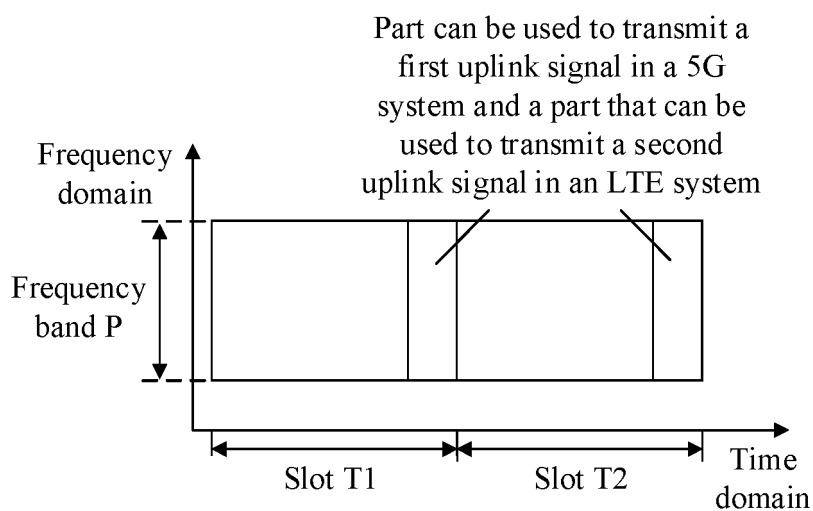 Part can be used to transmit a
first uplink signal in a 5G
system and a part that can be
used to transmit a second
uplink signal in an LTE system
Frequency
domain
Frequency
band P
Slot T1
Slot T2
Time
domain